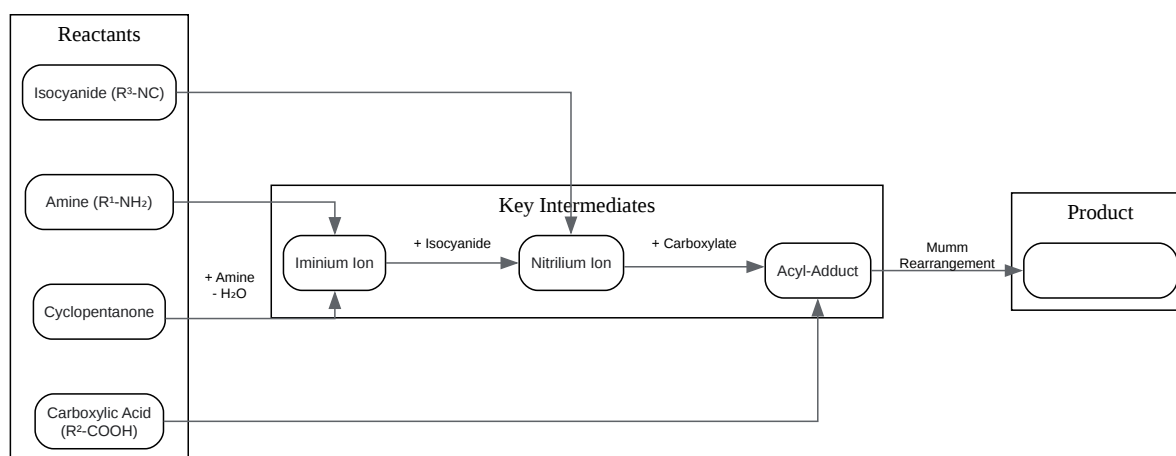 Reactants
Isocyanide (R³-NC)
Amine (R¹-NH₂)
Cyclopentanone
Carboxylic Acid
(R²-COOH)
+ Amine
- H₂O
Key Intermediates
Iminium Ion
+ Isocyanide
Nitrilium Ion
+ Carboxylate
Acyl-Adduct
Mumm
Rearrangement
Product